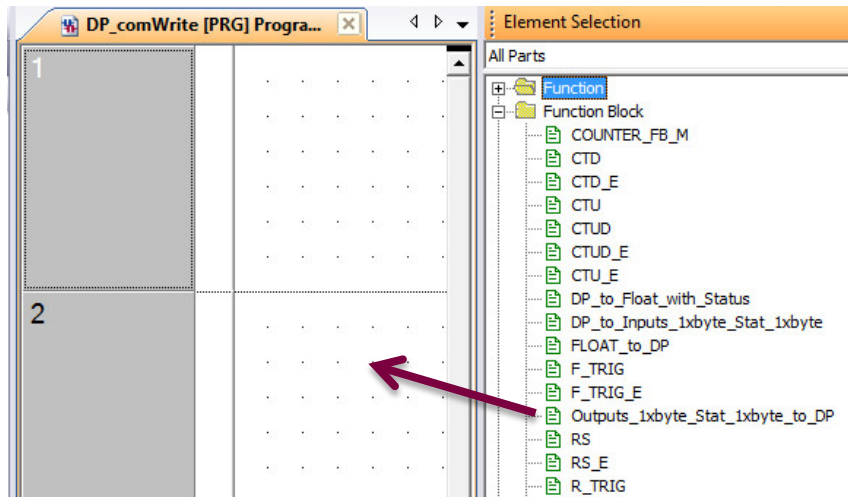 DP_comWrite [PRG] Progra...
1
2
Element Selection
All Parts
Function
Function Block
COUNTER_FB_M
CTD
CTD_E
CTU
CTUD
CTUD_E
CTU_E
DP_to_Float_with_Status
DP_to_Inputs_1xbyte_Stat_1xbyte
FLOAT_to_DP
F_TRIG
F_TRIG_E
Outputs_1xbyte_Stat_1xbyte_to_DP
RS
RS_E
R_TRIG